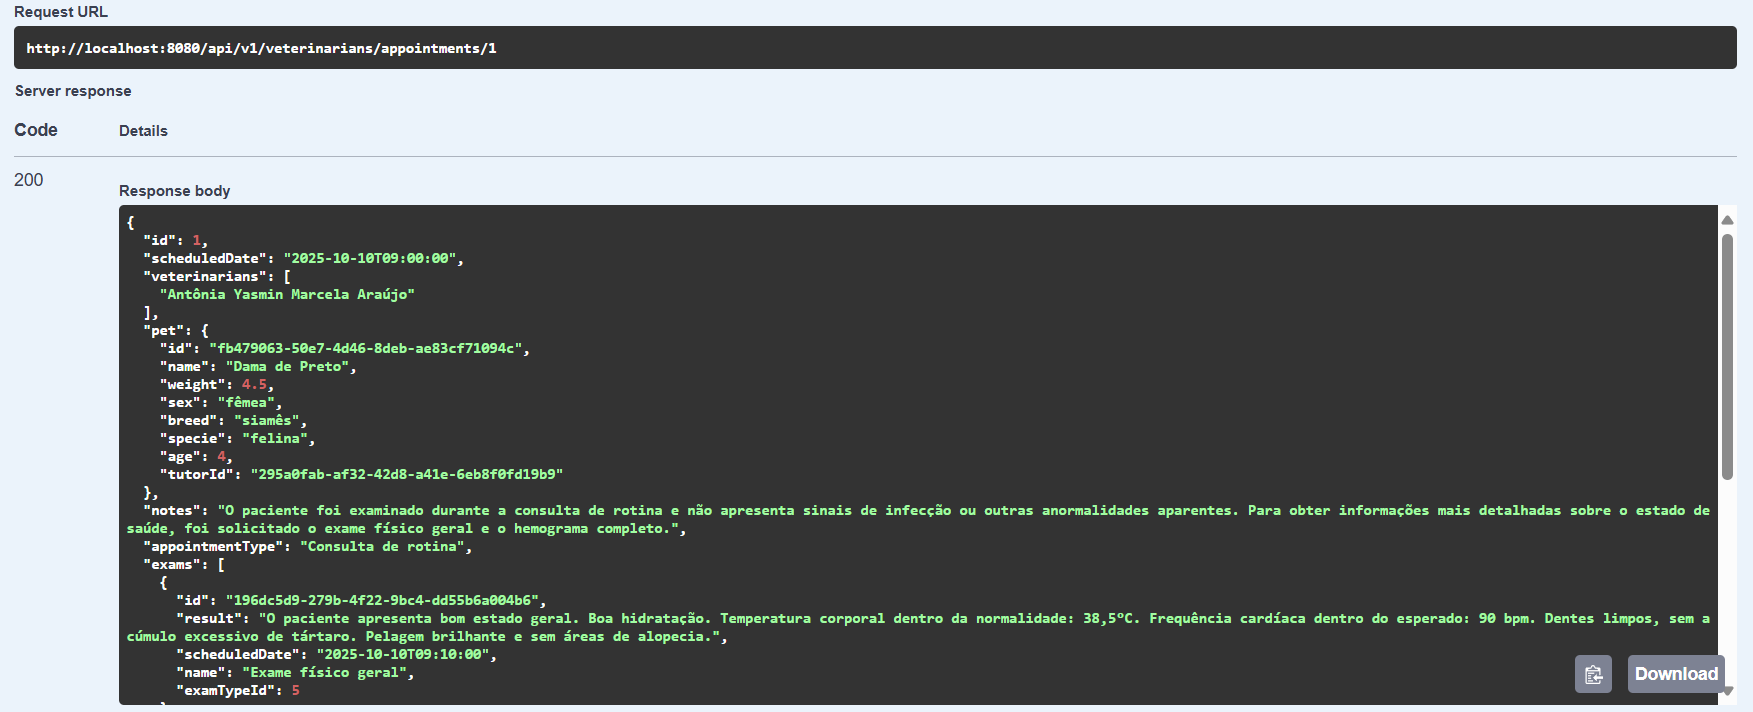 Request URL
http://localhost:8080/api/v1/veterinarians/appointments/1
Server response
Code Details
200
Response body
{
  "id": 1,
  "scheduledDate": "2025-10-10T09:00:00",
  "veterinarians": [
    "Antônia Yasmin Marcela Araújo"
  ],
  "pet": {
    "id": "fb479063-50e7-4d46-8deb-ae83cf71094c",
    "name": "Dama de Preto",
    "weight": 4.5,
    "sex": "fêmea",
    "breed": "siamês",
    "specie": "felina",
    "age": 4,
    "tutorId": "295a0fab-af32-42d8-a41e-6eb8f0fd19b9"
  },
  "notes": "O paciente foi examinado durante a consulta de rotina e não apresenta sinais de infecção ou outras anormalidades aparentes. Para obter informações mais detalhadas sobre o estado de
saúde, foi solicitado o exame físico geral e o hemograma completo.",
  "appointmentType": "Consulta de rotina",
  "exams": [
    {
      "id": "196dc5d9-279b-4f22-9bc4-dd55b6a004b6",
      "result": "O paciente apresenta bom estado geral. Boa hidratação. Temperatura corporal dentro da normalidade: 38,5ºC. Frequência cardíaca dentro do esperado: 90 bpm. Dentes limpos, sem a
cúmulo excessivo de tártaro. Pelagem brilhante e sem áreas de alopecia.",
      "scheduledDate": "2025-10-10T09:10:00",
      "name": "Exame físico geral",
      "examTypeId": 5
Download